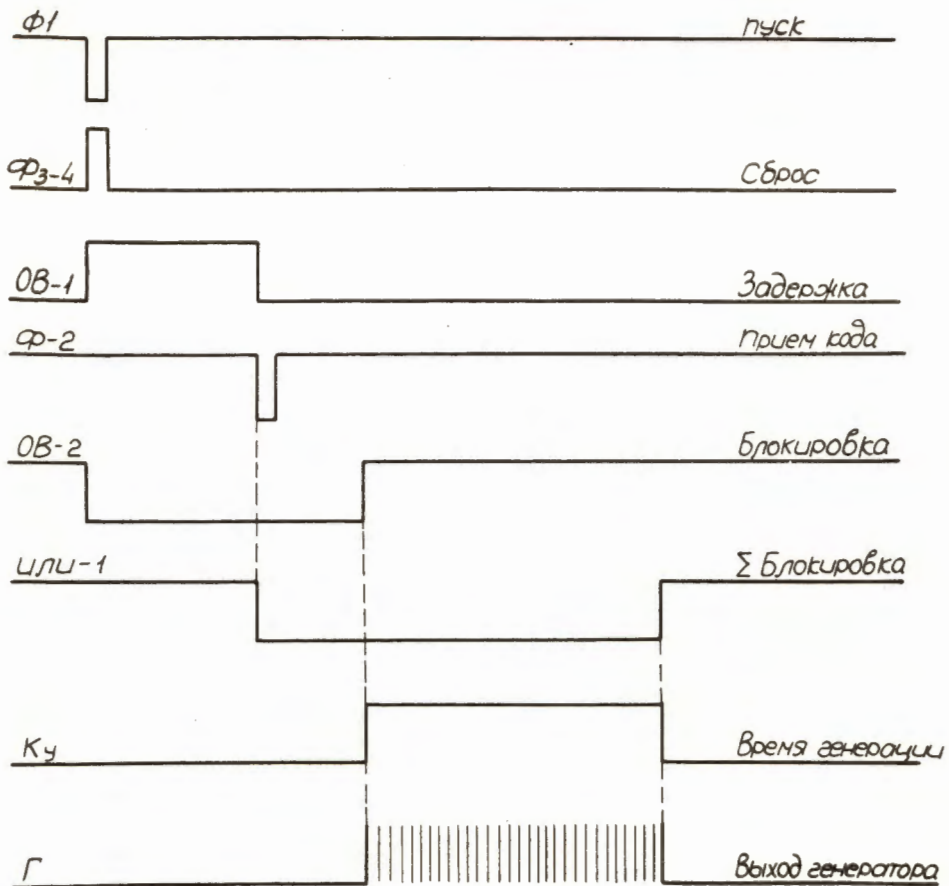 Ф1 пуск
Ф3-4 Сброс
ОВ-1 Задержка
Ф-2 Прием кода
ОВ-2 Блокировка
ИЛИ-1 Σ Блокировка
Ку Время генерации
Г Выход генератора